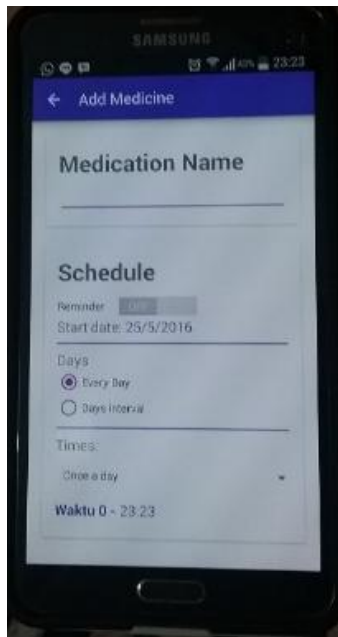 SAMSUNG
23:23
Add Medicine
Medication Name
Schedule
Reminder OFF
Start date: 25/5/2016
Days
Every Day
Days interval
Times:
Once a day
Waktu 0 - 23:23